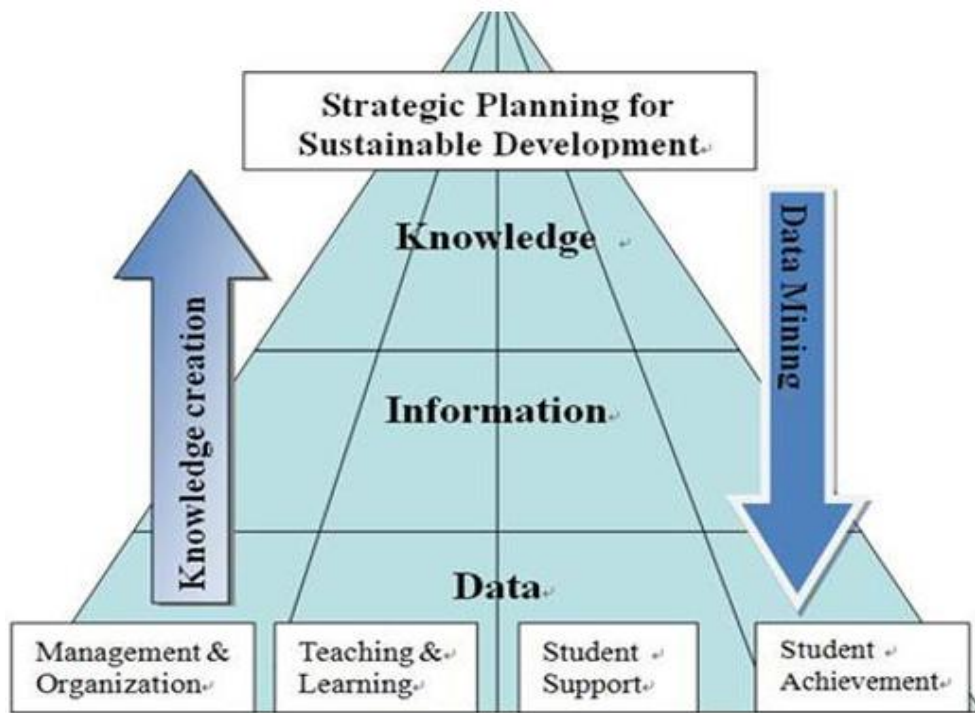 Strategic Planning for
Sustainable Development
Knowledge
Information
Data
Knowledge creation
Data Mining
Management &
Organization
Teaching &
Learning
Student
Support
Student
Achievement